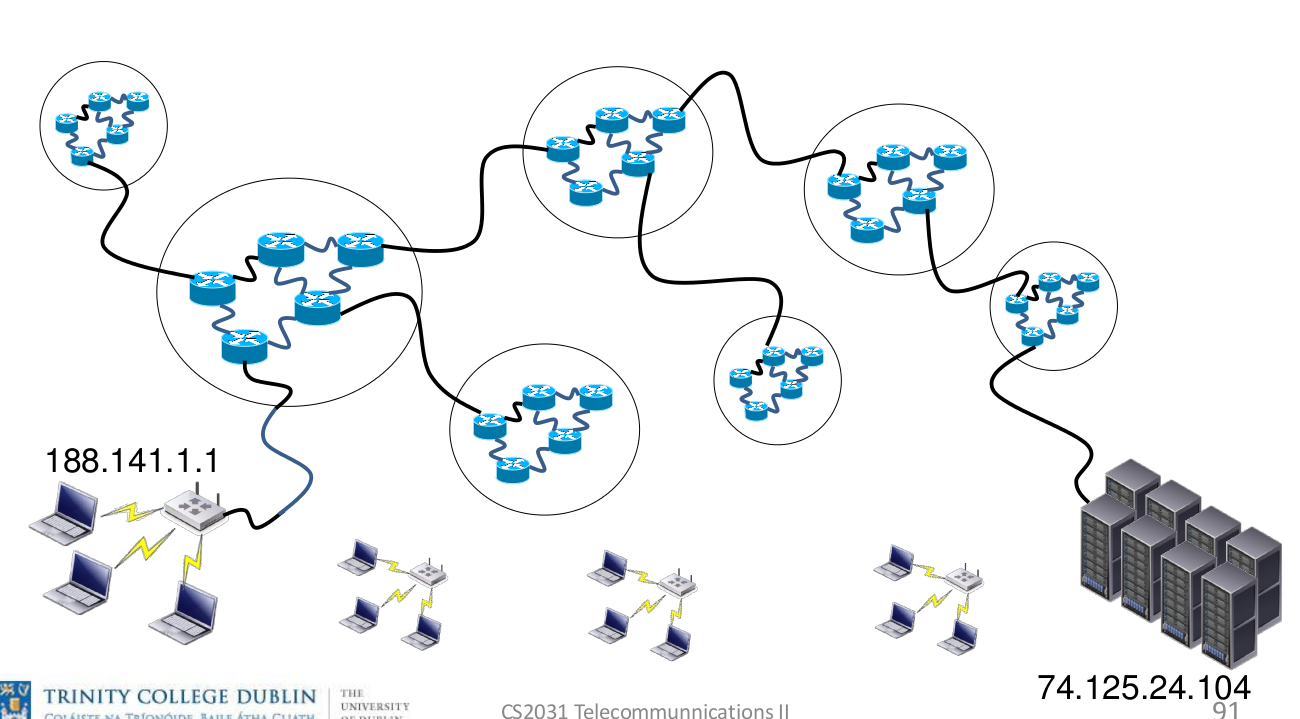 188.141.1.1
74.125.24.104
TRINITY COLLEGE DUBLIN
COLÁISTE NA TRÍONÓIDE, BAILE ÁTHA CLIATH
THE
UNIVERSITY
OF DUBLIN
CS2031 Telecommunnications II
91